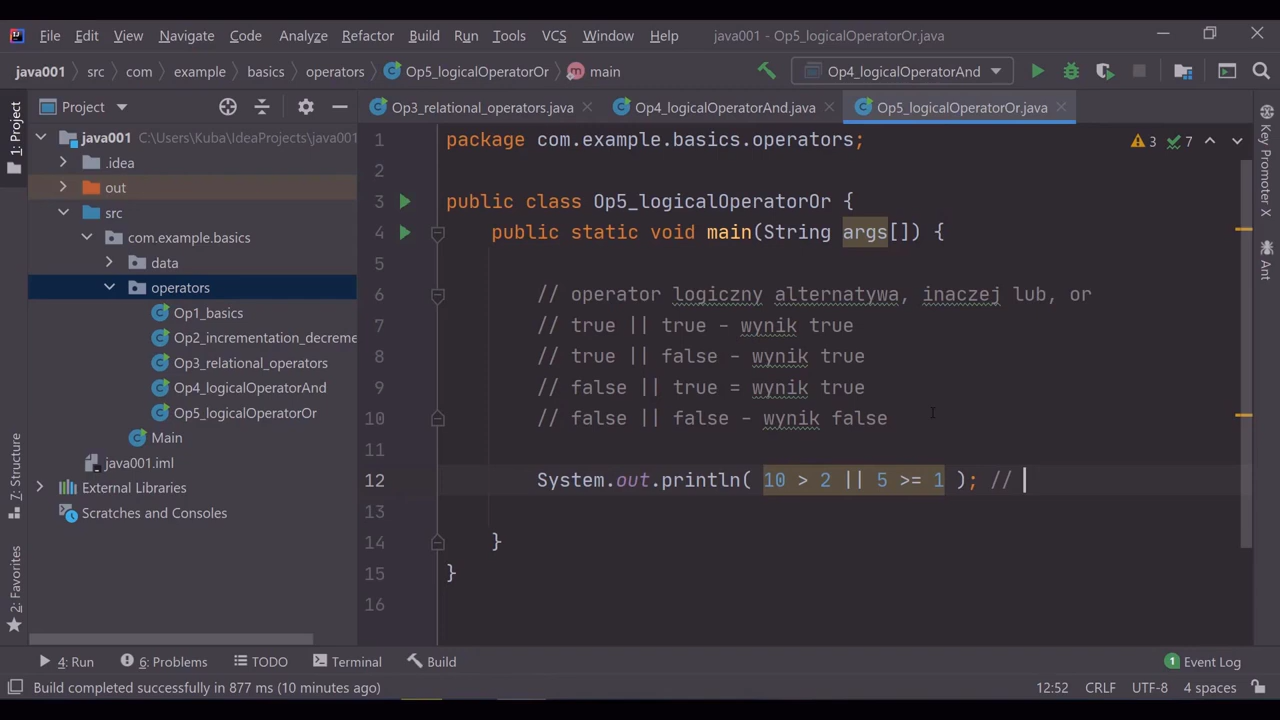 File Edit View Navigate Code Analyze Refactor Build Run Tools VCS Window Help java001 - Op5_logicalOperatorOr.java
java001 src com example basics operators Op5_logicalOperatorOr main Op4_logicalOperatorAnd
1: Project
Project
Op3_relational_operators.java Op4_logicalOperatorAnd.java Op5_logicalOperatorOr.java
java001 C:\Users\Kuba\IdeaProjects\java001
.idea
out
src
com.example.basics
data
operators
Op1_basics
Op2_incrementation_decreme
Op3_relational_operators
Op4_logicalOperatorAnd
Op5_logicalOperatorOr
Main
java001.iml
External Libraries
Scratches and Consoles
7: Structure
2: Favorites
3 7
1 package com.example.basics.operators;
2
3 public class Op5_logicalOperatorOr {
4 public static void main(String args[]) {
5
6 // operator logiczny alternatywa, inaczej lub, or
7 // true || true - wynik true
8 // true || false - wynik true
9 // false || true = wynik true
10 // false || false - wynik false
11
12 System.out.println( 10 > 2 || 5 >= 1 ); //
13
14 }
15 }
16
Key Promoter X
Ant
4: Run 6: Problems TODO Terminal Build 1 Event Log
Build completed successfully in 877 ms (10 minutes ago) 12:52 CRLF UTF-8 4 spaces